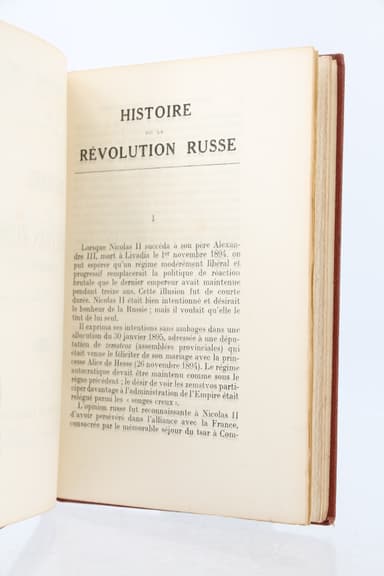 HISTOIRE
DE LA
RÉVOLUTION RUSSE
I
Lorsque Nicolas II succéda à son père Alexan-
dre III, mort à Livadia le 1er novembre 1894, on
put espérer qu'un régime modérément libéral et
progressif remplacerait la politique de réaction
brutale que le dernier empereur avait maintenue
pendant treize ans. Cette illusion fut de courte
durée. Nicolas II était bien intentionné et désirait
le bonheur de la Russie ; mais il voulait qu'elle le
tînt de lui seul.
Il exprima ses intentions sans ambages dans une
allocution du 30 janvier 1895, adressée à une dépu-
tation de zemstvos (assemblées provinciales) qui
était venue le féliciter de son mariage avec la prin-
cesse Alice de Hesse (26 novembre 1894). Le régime
autocratique devait être maintenu comme sous le
règne précédent ; le désir de voir les zemstvos parti-
ciper davantage à l'administration de l'Empire était
relégué parmi les « songes creux ».
L'opinion russe fut reconnaissante à Nicolas II
d'avoir persévéré dans l'alliance avec la France,
consacrée par le mémorable séjour du tsar à Com-